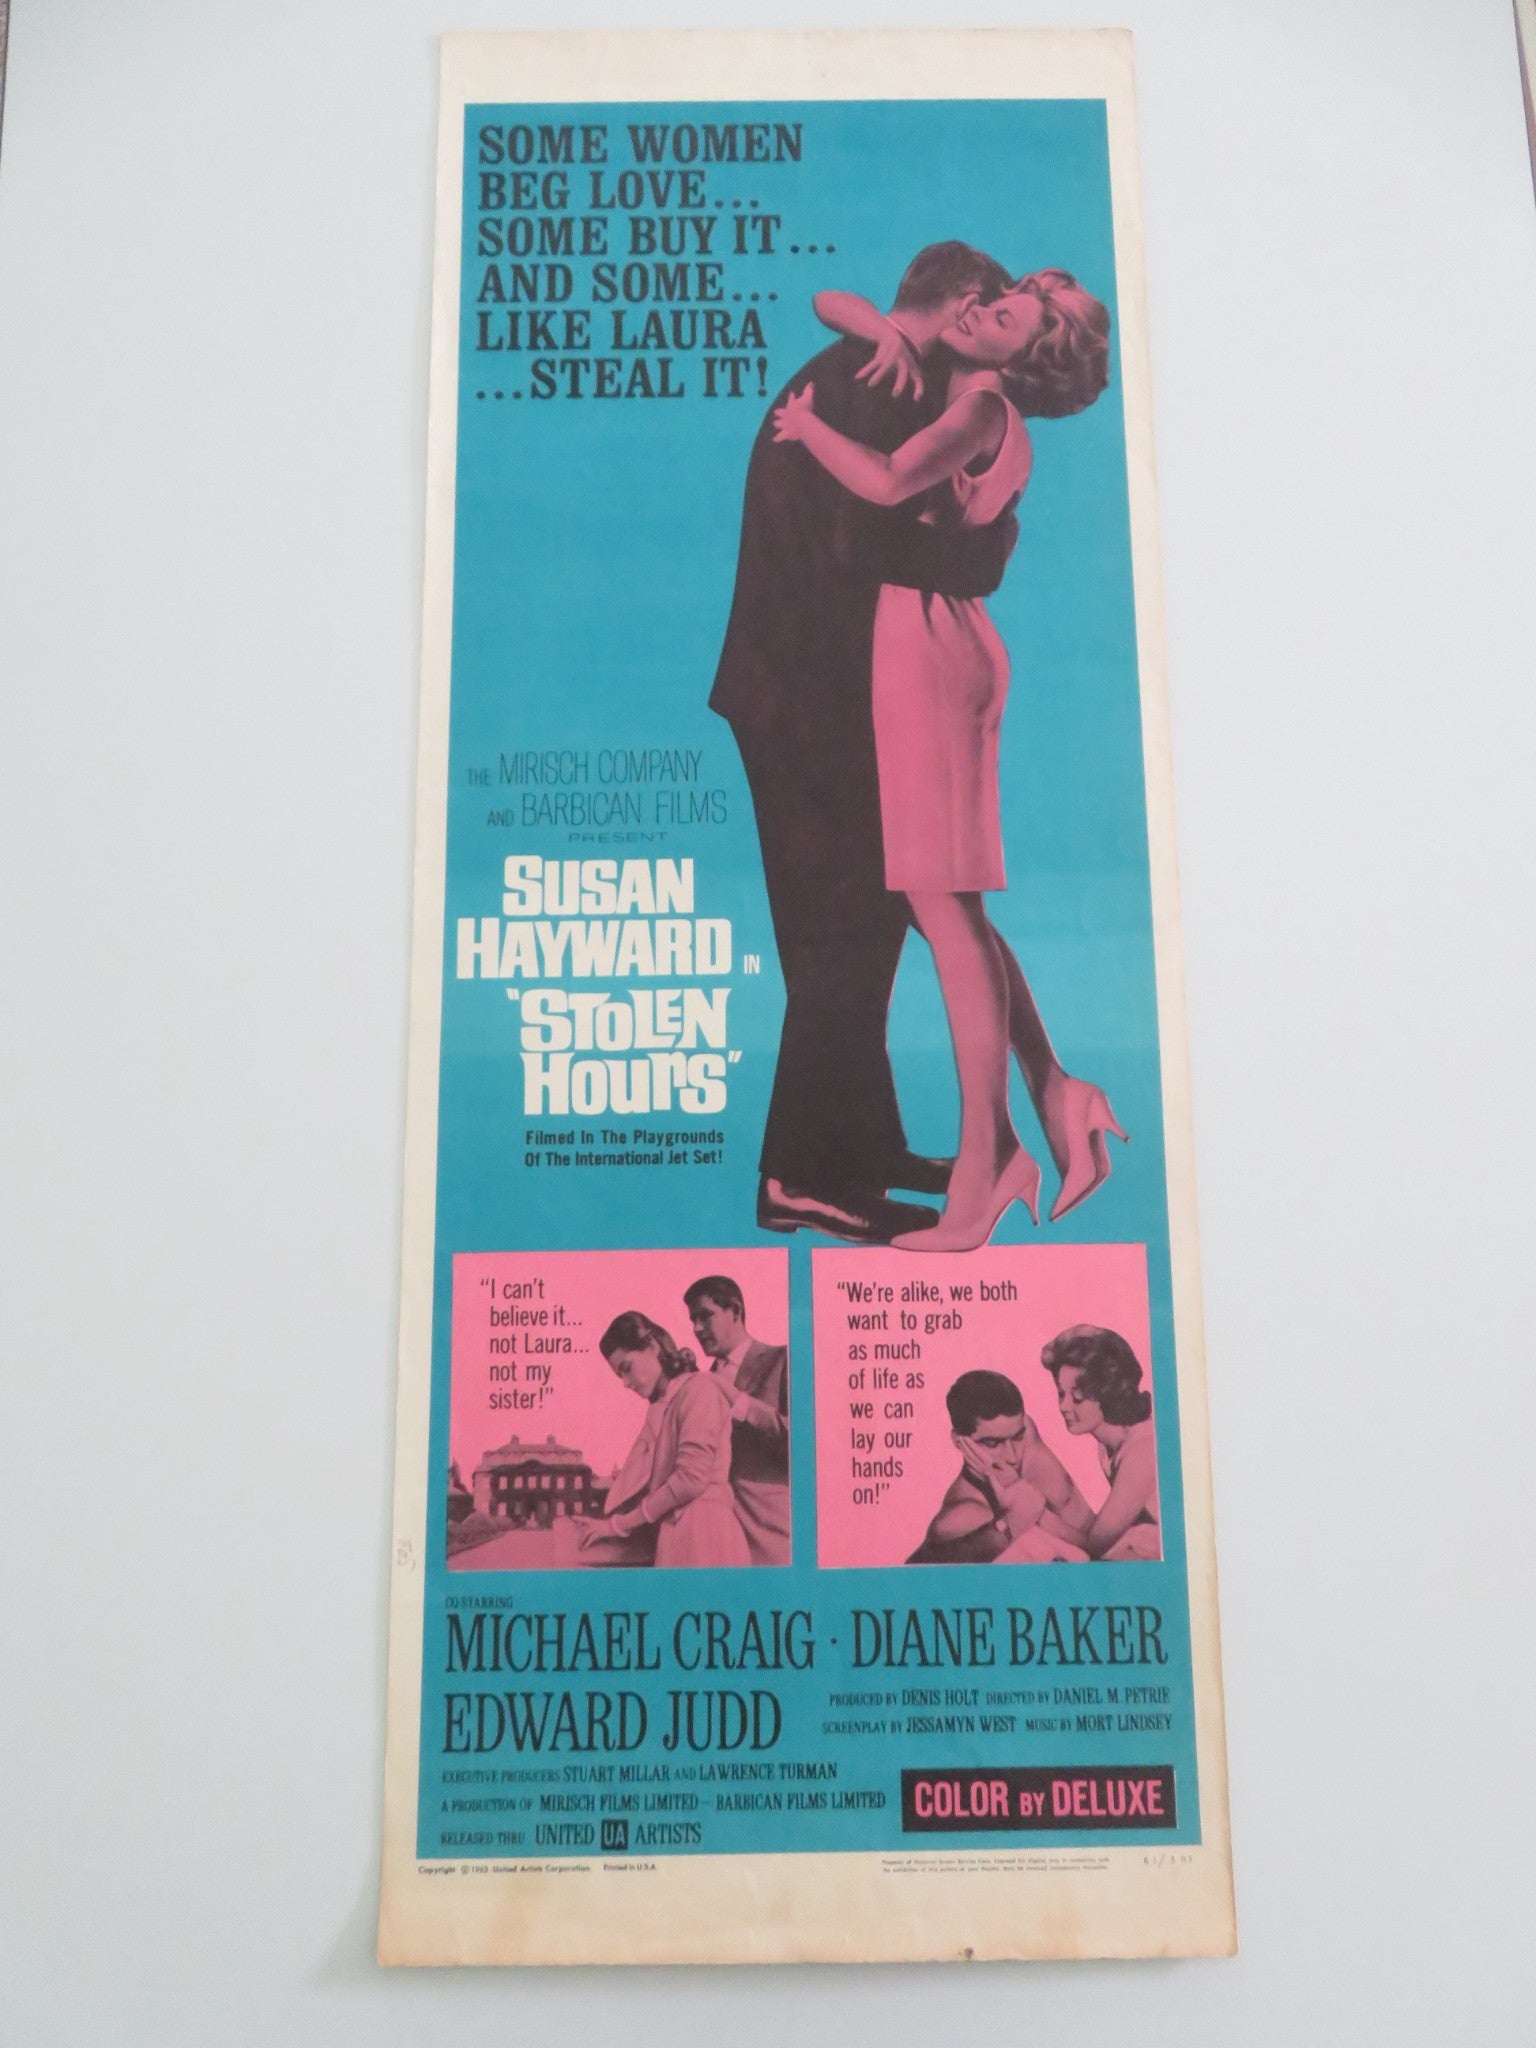 SOME WOMEN
BEG LOVE...
SOME BUY IT...
AND SOME...
LIKE LAURA
...STEAL IT!
THE MIRISCH COMPANY
AND BARBICAN FILMS
PRESENT
SUSAN
HAYWARD IN
"STOLEN
HOURS"
Filmed In The Playgrounds
Of The International Jet Set!
"I can't
believe it...
not Laura...
not my
sister!"
"We're alike, we both
want to grab
as much
of life as
we can
lay our
hands
on!"
CO-STARRING
MICHAEL CRAIG · DIANE BAKER
EDWARD JUDD
PRODUCED BY DENIS HOLT DIRECTED BY DANIEL M. PETRIE
SCREENPLAY BY JESSAMYN WEST MUSIC BY MORT LINDSEY
EXECUTIVE PRODUCERS STUART MILLAR AND LAWRENCE TURMAN
A PRODUCTION OF MIRISCH FILMS LIMITED - BARBICAN FILMS LIMITED
RELEASED THRU UNITED UA ARTISTS
COLOR BY DELUXE
Copyright © 1963 United Artists Corporation. Printed in U.S.A.